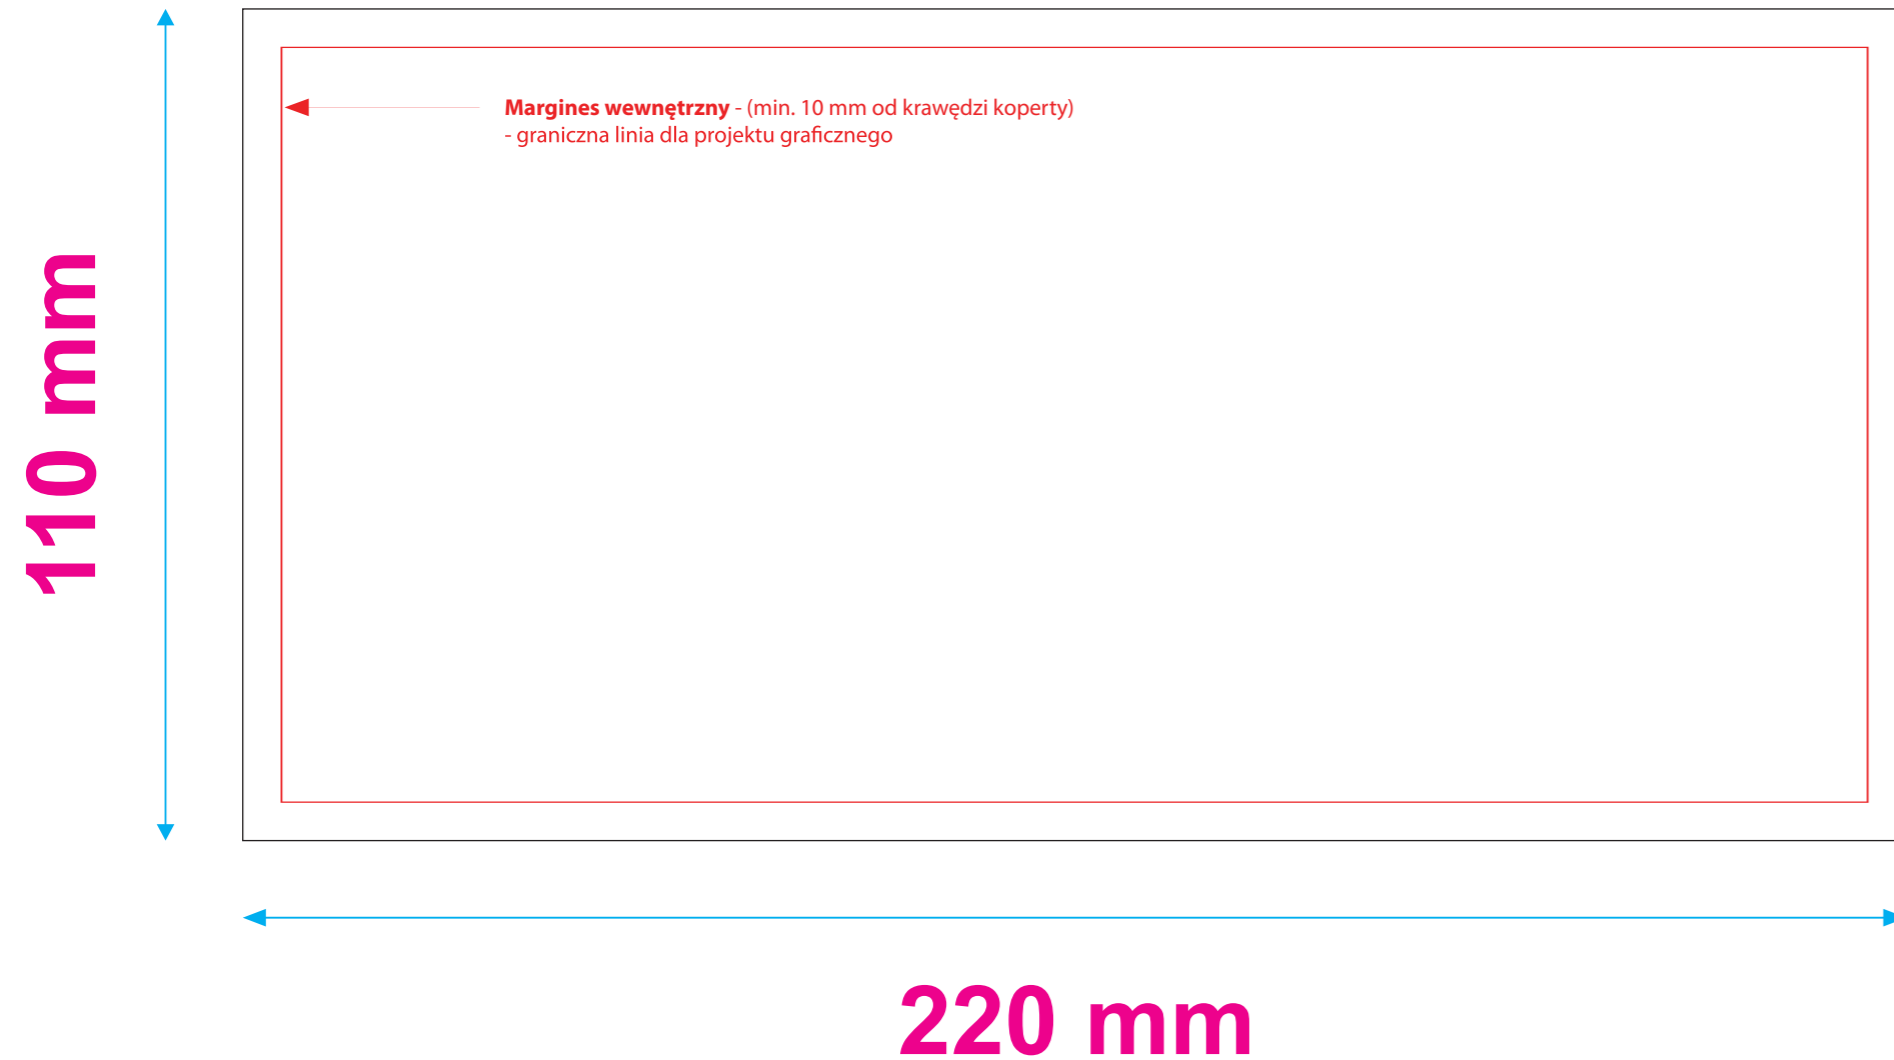 Margines wewnętrzny - (min. 10 mm od krawędzi koperty)
- graniczna linia dla projektu graficznego
110 mm
220 mm